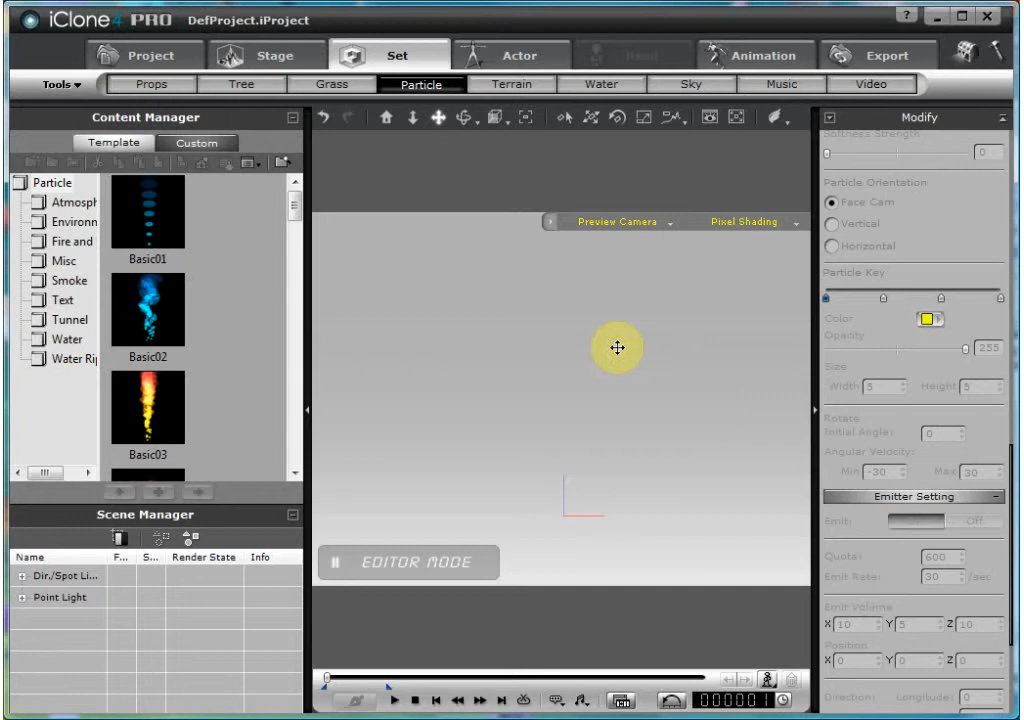 iClone4 PRO DefProject.iProject
?
Project Stage Set Actor Head Animation Export
Tools Props Tree Grass Particle Terrain Water Sky Music Video
Content Manager
Template Custom
Particle
Atmosph
Environn
Fire and
Misc
Smoke
Text
Tunnel
Water
Water Rip
Basic01
Basic02
Basic03
Scene Manager
Name F... S... Render State Info
Dir./Spot Li...
Point Light
Preview Camera Pixel Shading
EDITOR MODE
000001
Modify
Softness Strength
0
Particle Orientation
Face Cam
Vertical
Horizontal
Particle Key
Color
Opacity
255
Size
Width 5 Height 5
Rotate
Initial Angle: 0
Angular Velocity:
Min -30 Max 30
Emitter Setting
Emit: Off
Quota: 600
Emit Rate: 30 /sec
Emit Volume
X 10 Y 5 Z 10
Position
X 0 Y 0 Z 0
Direction: Longitude: 0